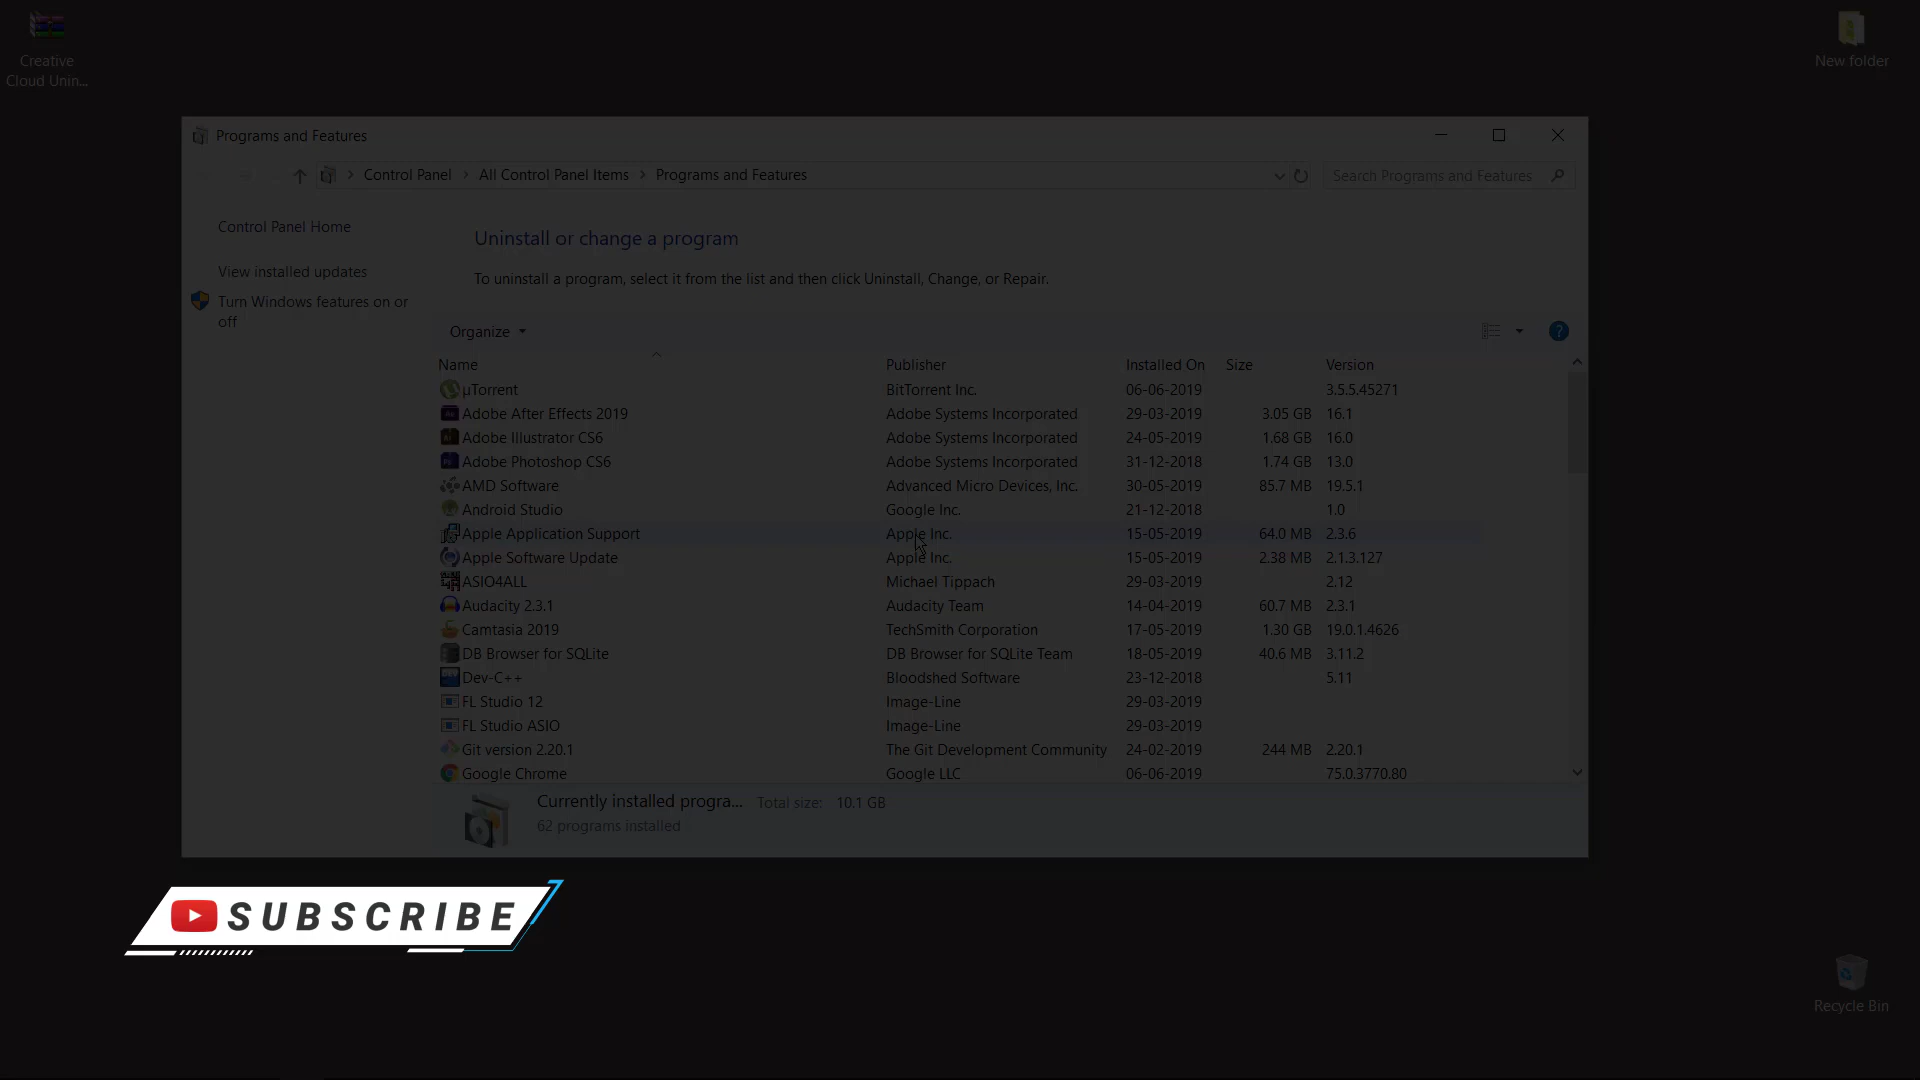 Creative
Cloud Unin...
New folder
Programs and Features
Control Panel > All Control Panel Items > Programs and Features
Search Programs and Features
Control Panel Home
View installed updates
Turn Windows features on or
off
Uninstall or change a program
To uninstall a program, select it from the list and then click Uninstall, Change, or Repair.
Organize
Name Publisher Installed On Size Version
µTorrent BitTorrent Inc. 06-06-2019 3.5.5.45271
Adobe After Effects 2019 Adobe Systems Incorporated 29-03-2019 3.05 GB 16.1
Adobe Illustrator CS6 Adobe Systems Incorporated 24-05-2019 1.68 GB 16.0
Adobe Photoshop CS6 Adobe Systems Incorporated 31-12-2018 1.74 GB 13.0
AMD Software Advanced Micro Devices, Inc. 30-05-2019 85.7 MB 19.5.1
Android Studio Google Inc. 21-12-2018 1.0
Apple Application Support Apple Inc. 15-05-2019 64.0 MB 2.3.6
Apple Software Update Apple Inc. 15-05-2019 2.38 MB 2.1.3.127
ASIO4ALL Michael Tippach 29-03-2019 2.12
Audacity 2.3.1 Audacity Team 14-04-2019 60.7 MB 2.3.1
Camtasia 2019 TechSmith Corporation 17-05-2019 1.30 GB 19.0.1.4626
DB Browser for SQLite DB Browser for SQLite Team 18-05-2019 40.6 MB 3.11.2
Dev-C++ Bloodshed Software 23-12-2018 5.11
FL Studio 12 Image-Line 29-03-2019
FL Studio ASIO Image-Line 29-03-2019
Git version 2.20.1 The Git Development Community 24-02-2019 244 MB 2.20.1
Google Chrome Google LLC 06-06-2019 75.0.3770.80
Currently installed progra... Total size: 10.1 GB
62 programs installed
SUBSCRIBE
Recycle Bin